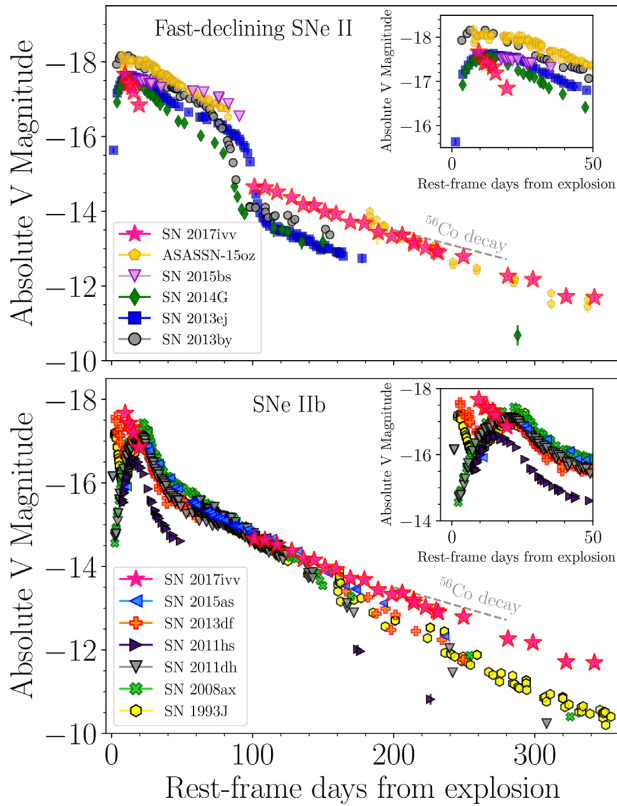 Fast-declining SNe II
Absolute V Magnitude
−18
−16
−14
−12
−10
Absolute V Magnitude
−18
−17
−16
0
50
Rest-frame days from explosion
⁵⁶Co decay
SN 2017ivv
ASASSN-15oz
SN 2015bs
SN 2014G
SN 2013ej
SN 2013by
SNe IIb
Absolute V Magnitude
−18
−16
−14
−12
−10
Absolute V Magnitude
−18
−17
−16
−15
−14
0
50
Rest-frame days from explosion
⁵⁶Co decay
SN 2017ivv
SN 2015as
SN 2013df
SN 2011hs
SN 2011dh
SN 2008ax
SN 1993J
0
100
200
300
Rest-frame days from explosion